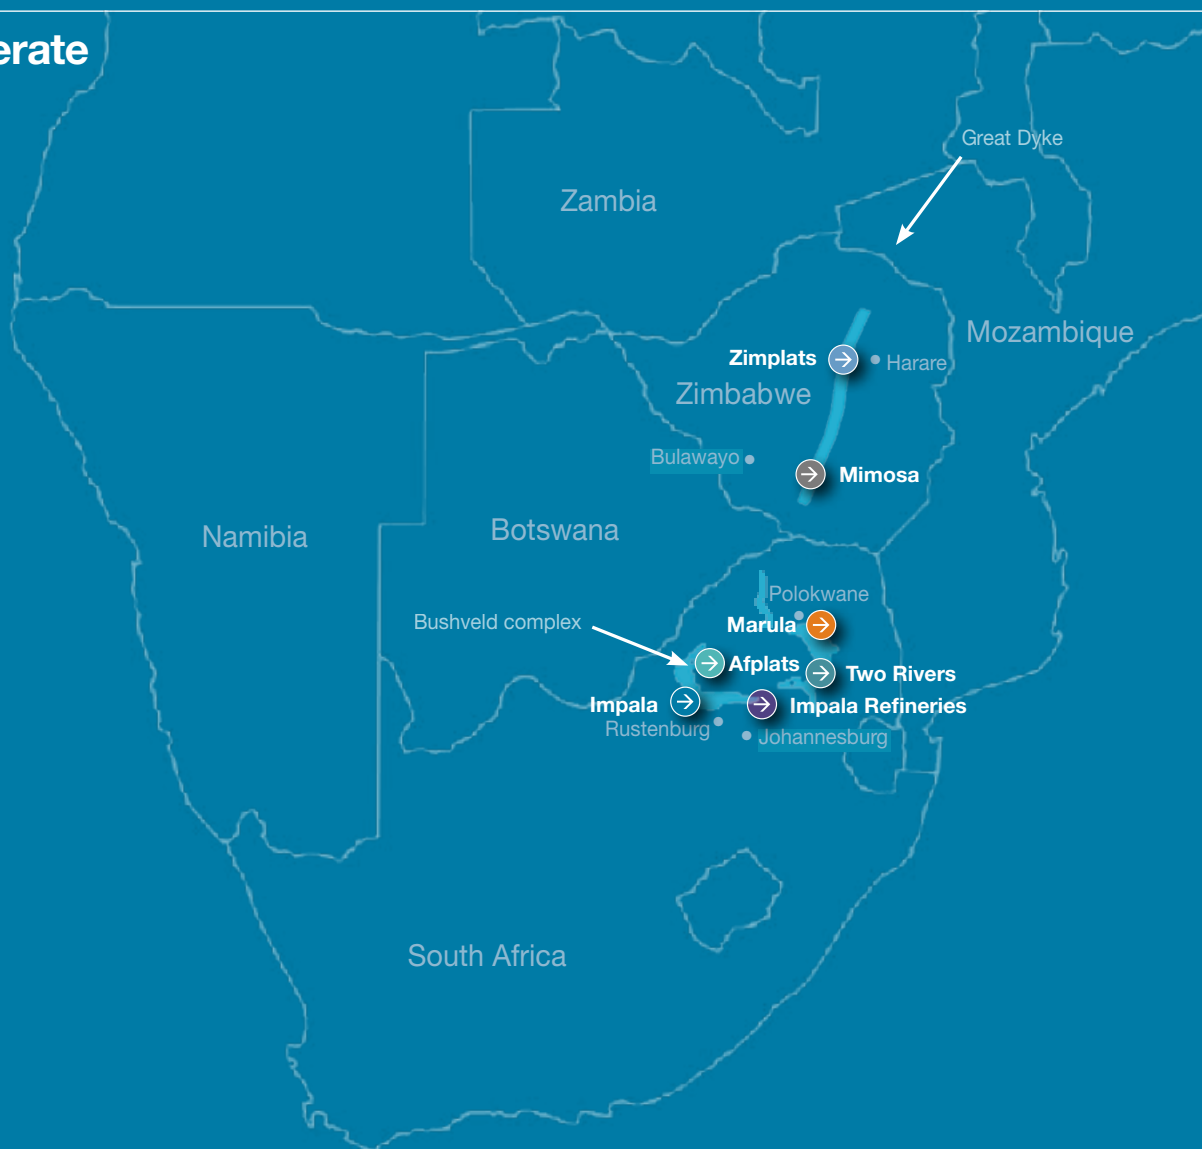 erate
Great Dyke
Zambia
Mozambique
Zimplats
Harare
Zimbabwe
Bulawayo
Mimosa
Namibia
Botswana
Polokwane
Bushveld complex
Marula
Afplats
Two Rivers
Impala
Impala Refineries
Rustenburg
Johannesburg
South Africa